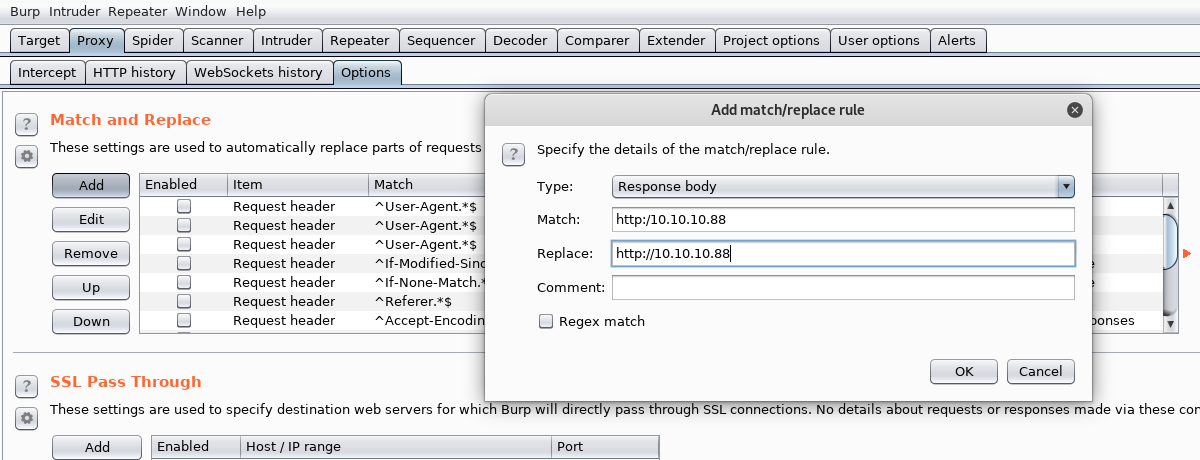 Burp Intruder Repeater Window Help
Target Proxy Spider Scanner Intruder Repeater Sequencer Decoder Comparer Extender Project options User options Alerts
Intercept HTTP history WebSockets history Options
Add match/replace rule
Match and Replace
?
These settings are used to automatically replace parts of requests
? Specify the details of the match/replace rule.
Type: Response body
Match: http:/10.10.10.88
Replace: http://10.10.10.88
Comment:
Regex match
OK Cancel
Add
Edit
Remove
Up
Down
Enabled Item Match
Request header ^User-Agent.*$
Request header ^User-Agent.*$
Request header ^User-Agent.*$
Request header ^If-Modified-Sinc e
Request header ^If-None-Match.* e
Request header ^Referer.*$
Request header ^Accept-Encodin ponses
?
SSL Pass Through
These settings are used to specify destination web servers for which Burp will directly pass through SSL connections. No details about requests or responses made via these con
Add Enabled Host / IP range Port